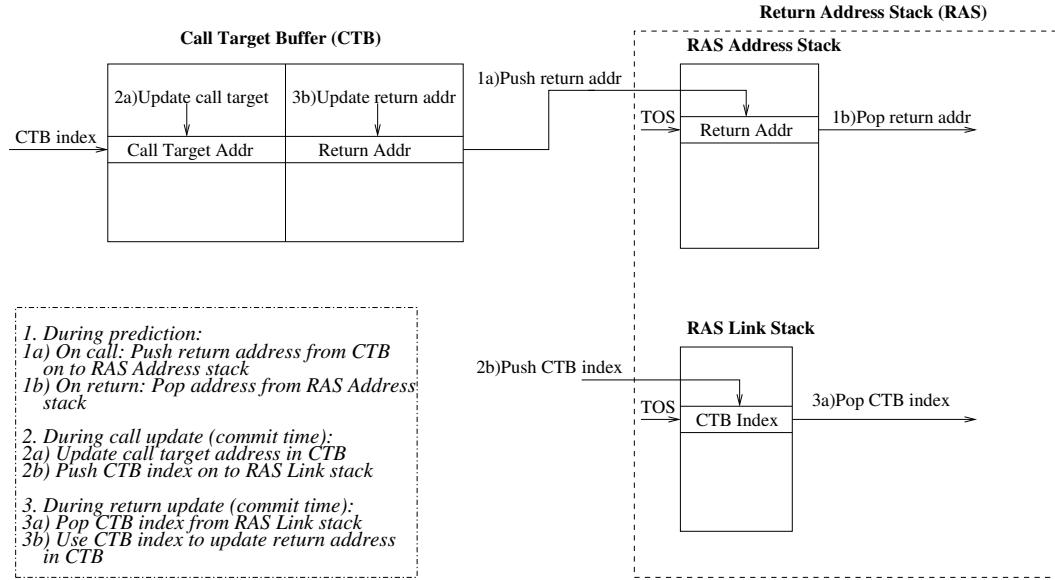 Return Address Stack (RAS)
Call Target Buffer (CTB)
RAS Address Stack
1a)Push return addr
2a)Update call target
3b)Update return addr
TOS
1b)Pop return addr
CTB index
Call Target Addr
Return Addr
Return Addr
RAS Link Stack
2b)Push CTB index
TOS
3a)Pop CTB index
CTB Index
1. During prediction:
1a) On call: Push return address from CTB
on to RAS Address stack
1b) On return: Pop address from RAS Address
stack
2. During call update (commit time):
2a) Update call target address in CTB
2b) Push CTB index on to RAS Link stack
3. During return update (commit time):
3a) Pop CTB index from RAS Link stack
3b) Use CTB index to update return address
in CTB